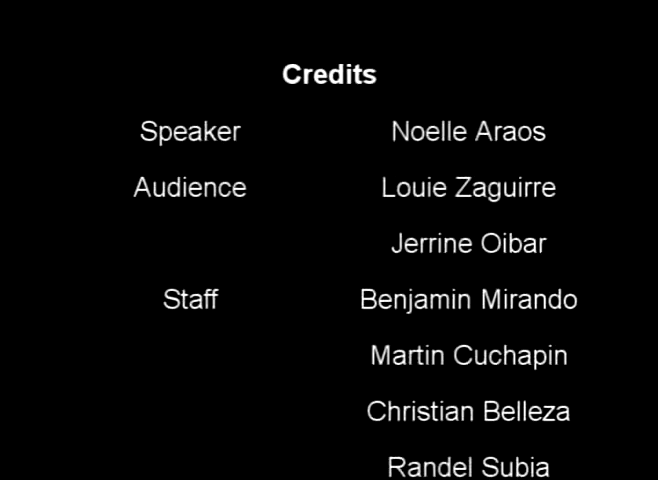 Credits
Speaker Noelle Araos
Audience Louie Zaguirre
Jerrine Oibar
Staff Benjamin Mirando
Martin Cuchapin
Christian Belleza
Randel Subia